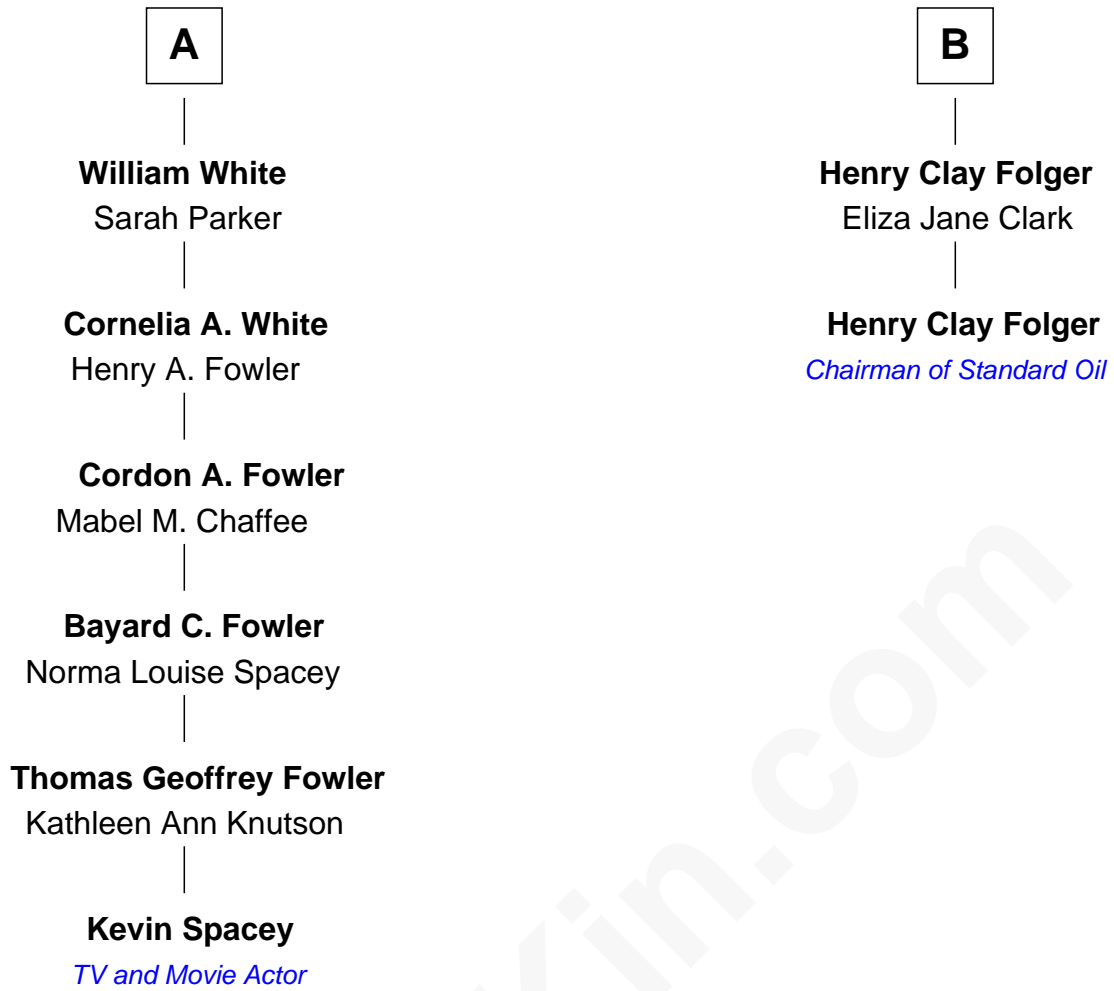 A
William White
Sarah Parker
Cornelia A. White
Henry A. Fowler
Cordon A. Fowler
Mabel M. Chaffee
Bayard C. Fowler
Norma Louise Spacey
Thomas Geoffrey Fowler
Kathleen Ann Knutson
Kevin Spacey
TV and Movie Actor
B
Henry Clay Folger
Eliza Jane Clark
Henry Clay Folger
Chairman of Standard Oil
kin.com